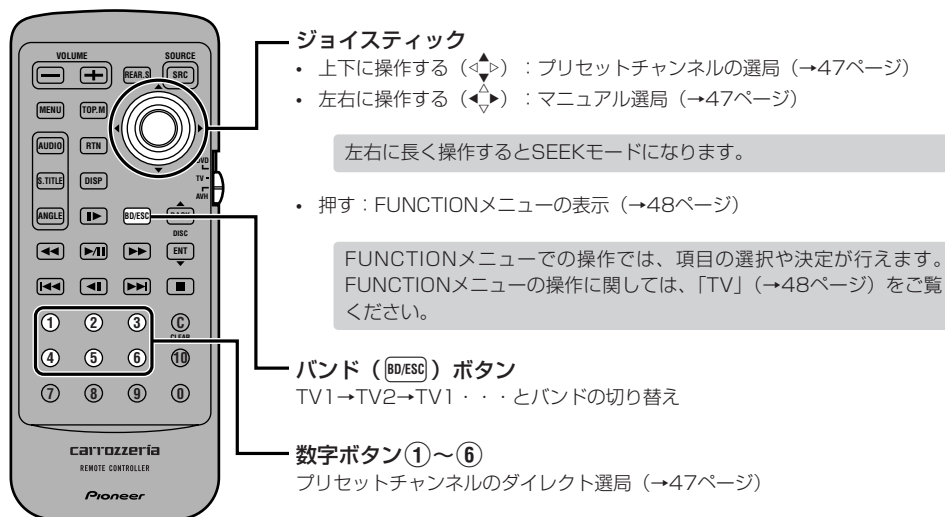 VOLUME
SOURCE
REAR.S
SRC
MENU
TOP.M
AUDIO
RTN
DVD
TV
AVH
S.TITLE
DISP
ANGLE
BD/ESC
DISC
ENT
1
2
3
C
CLEAR
4
5
6
10
7
8
9
0
carrozzeria
REMOTE CONTROLLER
Pioneer
ジョイスティック
• 上下に操作する（）：プリセットチャンネルの選局（→47ページ）
• 左右に操作する（）：マニュアル選局（→47ページ）
左右に長く操作するとSEEKモードになります。
• 押す：FUNCTIONメニューの表示（→48ページ）
FUNCTIONメニューでの操作では、項目の選択や決定が行えます。
FUNCTIONメニューの操作に関しては、「TV」（→48ページ）をご覧
ください。
バンド（BD/ESC）ボタン
TV1→TV2→TV1・・・とバンドの切り替え
数字ボタン①～⑥
プリセットチャンネルのダイレクト選局（→47ページ）